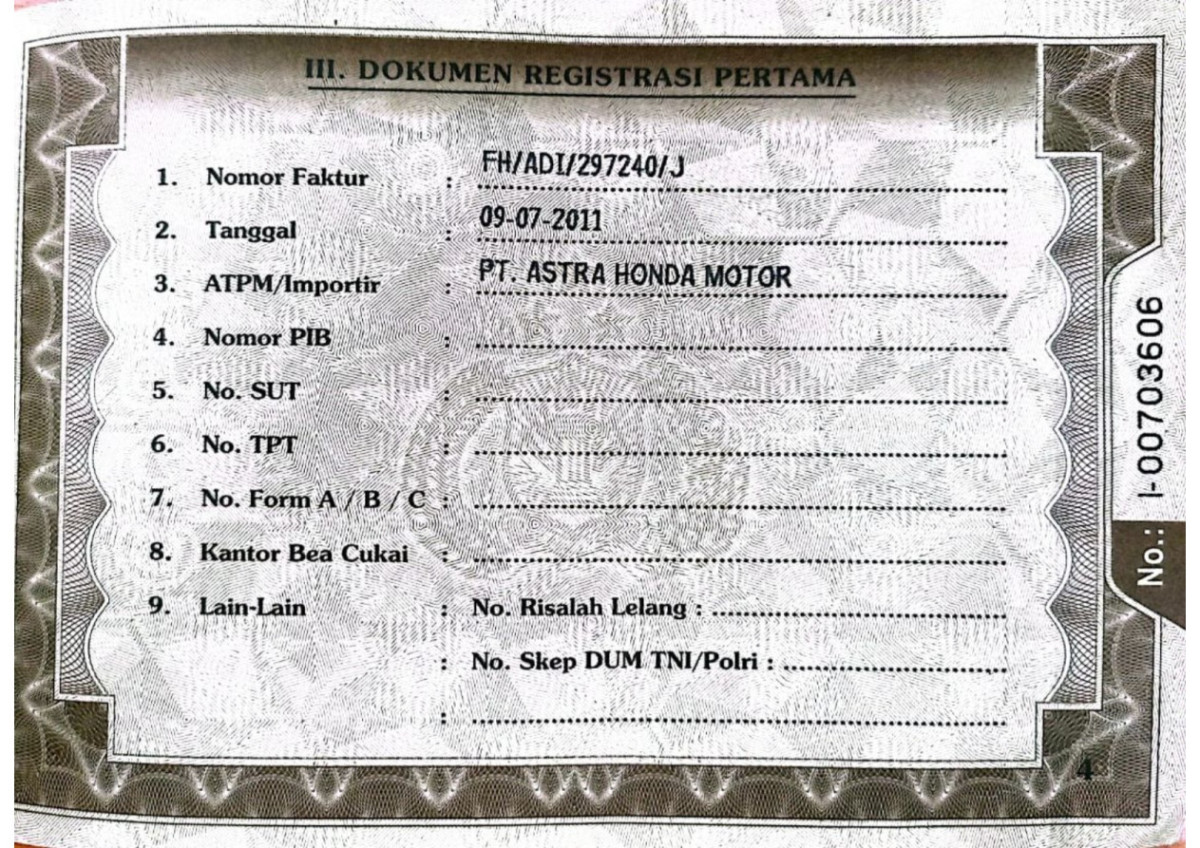 III. DOKUMEN REGISTRASI PERTAMA
1. Nomor Faktur : FH/ADI/297240/J
2. Tanggal : 09-07-2011
3. ATPM/Importir : PT. ASTRA HONDA MOTOR
4. Nomor PIB :
5. No. SUT :
6. No. TPT :
7. No. Form A / B / C :
8. Kantor Bea Cukai :
9. Lain-Lain : No. Risalah Lelang :
: No. Skep DUM TNI/Polri :
:
4
No.: I-00703606